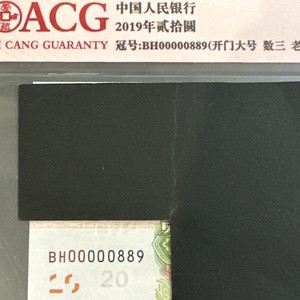 ACG
CANG GUARANTY
中国人民银行
2019年贰拾圆
冠号:BH00000889(开门大号 数三 老
BH00000889
20